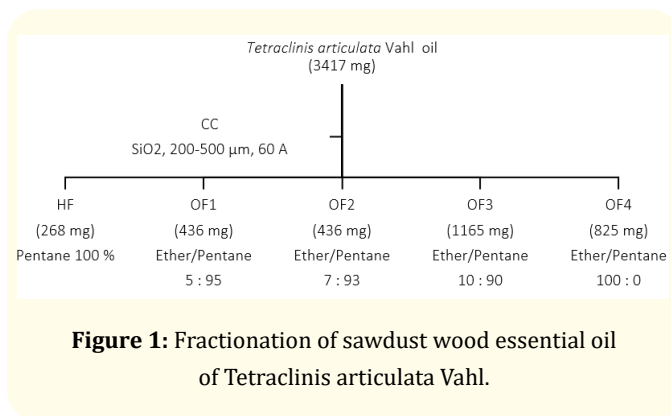 Tetraclinis articulata Vahl oil
(3417 mg)
CC
SiO2, 200-500 µm, 60 A
HF OF1 OF2 OF3 OF4
(268 mg) (436 mg) (436 mg) (1165 mg) (825 mg)
Pentane 100 % Ether/Pentane Ether/Pentane Ether/Pentane Ether/Pentane
5 : 95 7 : 93 10 : 90 100 : 0
Figure 1: Fractionation of sawdust wood essential oil
of Tetraclinis articulata Vahl.